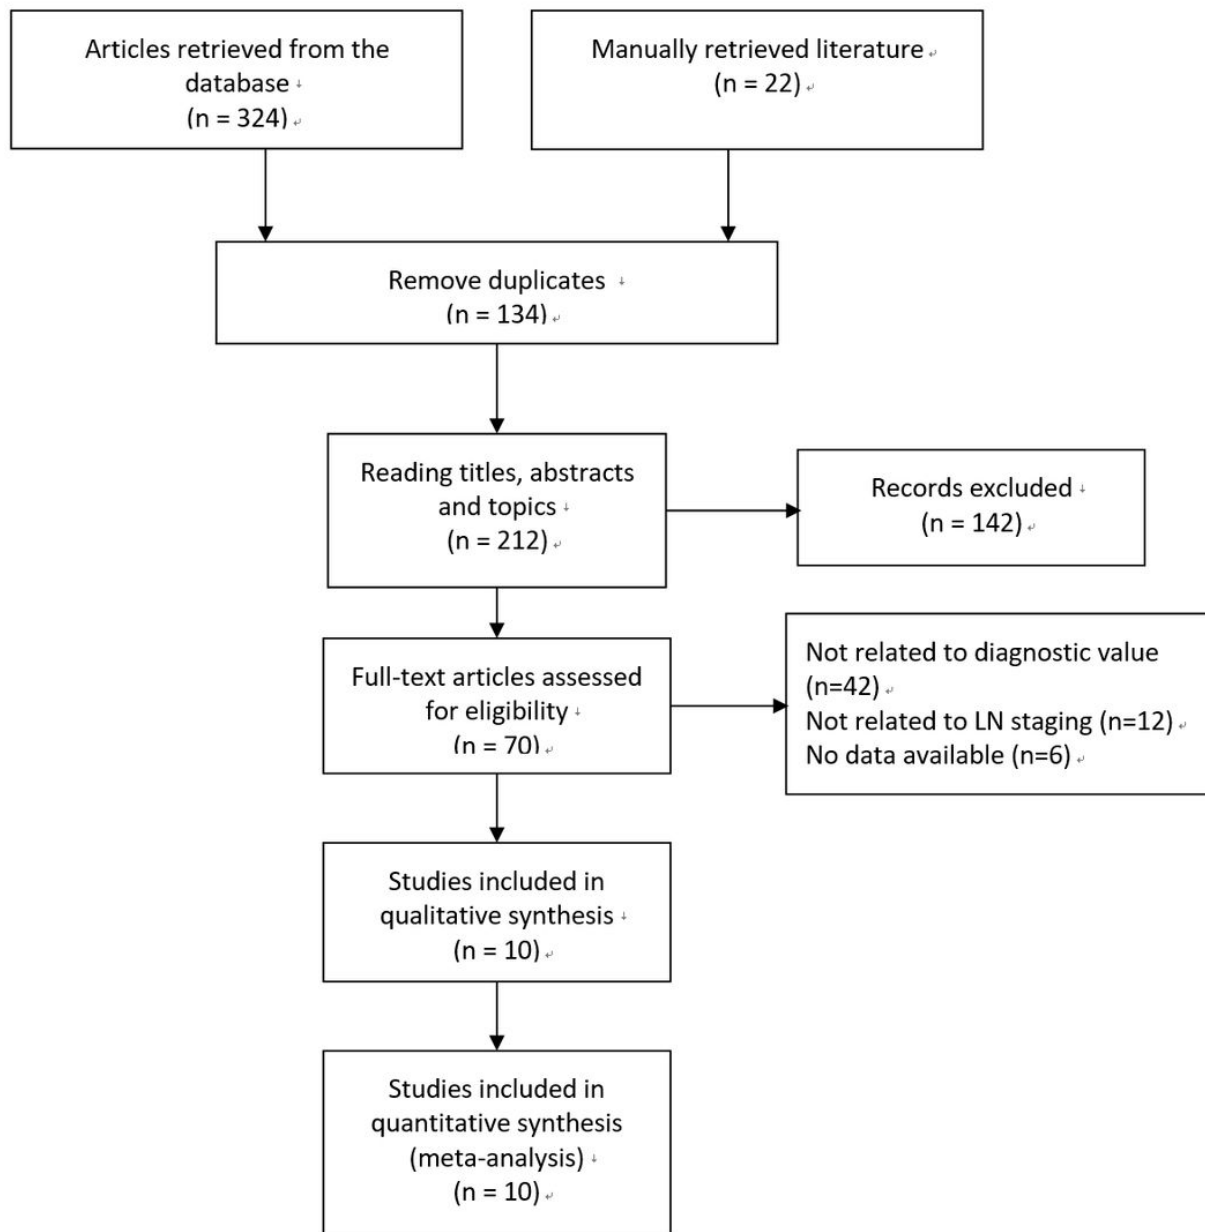 Articles retrieved from the
database
(n = 324)
Manually retrieved literature
(n = 22)
Remove duplicates
(n = 134)
Reading titles, abstracts
and topics
(n = 212)
Records excluded
(n = 142)
Full-text articles assessed
for eligibility
(n = 70)
Not related to diagnostic value
(n=42)
Not related to LN staging (n=12)
No data available (n=6)
Studies included in
qualitative synthesis
(n = 10)
Studies included in
quantitative synthesis
(meta-analysis)
(n = 10)